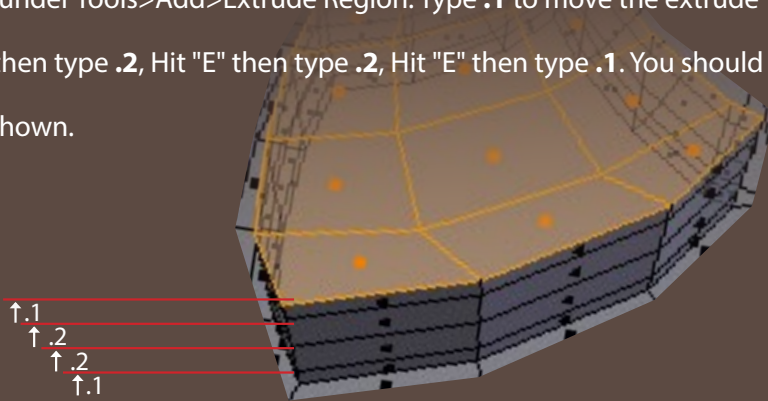 under Tools>Add>Extrude Region. Type .1 to move the extrude
then type .2, Hit "E" then type .2, Hit "E" then type .1. You should
hown.
↑.1
↑ .2
↑ .2
↑.1